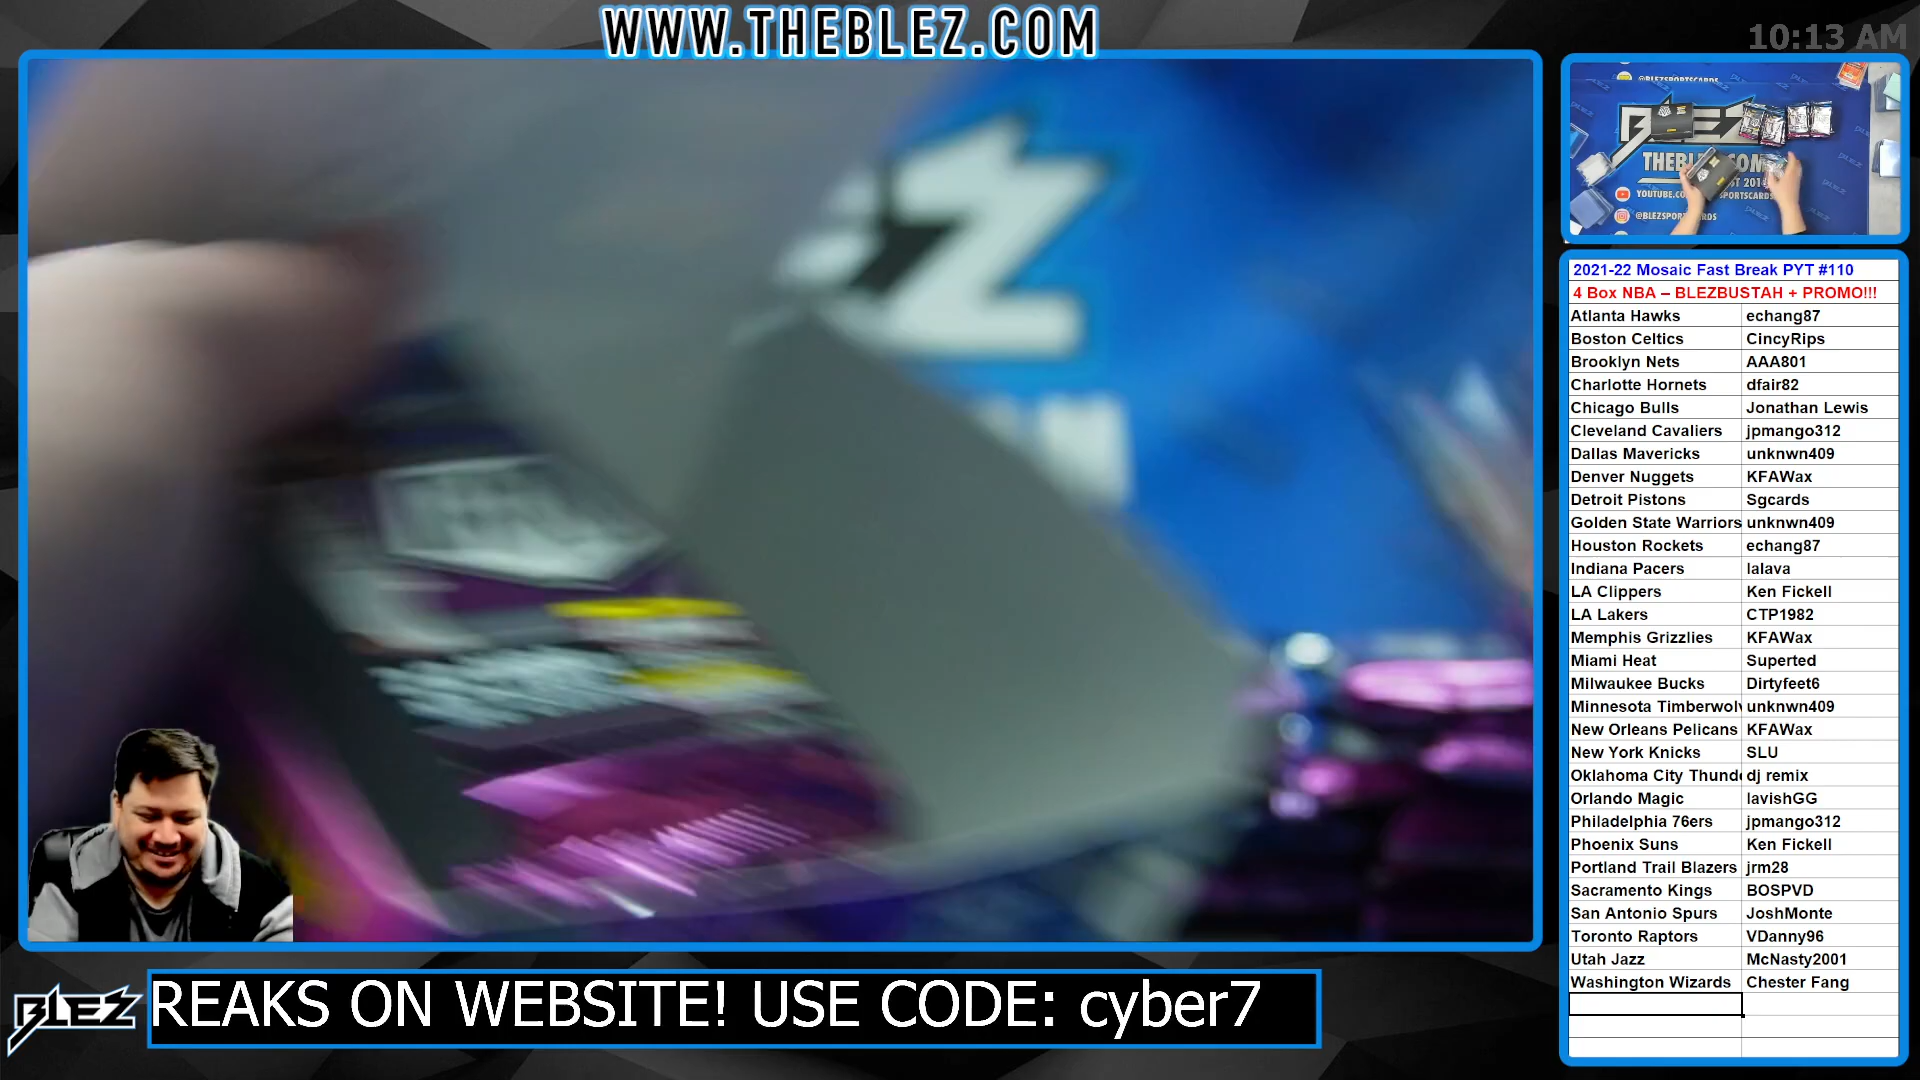 WWW.THEBLEZ.COM
10:13 AM
@BLEZSPORTSCARDS
BLEZ
YOUTUBE.CO
2021-22 Mosaic Fast Break PYT #110
4 Box NBA – BLEZBUSTAH + PROMO!!!
Atlanta Hawks echang87
Boston Celtics CincyRips
Brooklyn Nets AAA801
Charlotte Hornets dfair82
Chicago Bulls Jonathan Lewis
Cleveland Cavaliers jpmango312
Dallas Mavericks unknwn409
Denver Nuggets KFAWax
Detroit Pistons Sgcards
Golden State Warriors unknwn409
Houston Rockets echang87
Indiana Pacers lalava
LA Clippers Ken Fickell
LA Lakers CTP1982
Memphis Grizzlies KFAWax
Miami Heat Superted
Milwaukee Bucks Dirtyfeet6
Minnesota Timberwolv unknwn409
New Orleans Pelicans KFAWax
New York Knicks SLU
Oklahoma City Thunde dj remix
Orlando Magic lavishGG
Philadelphia 76ers jpmango312
Phoenix Suns Ken Fickell
Portland Trail Blazers jrm28
Sacramento Kings BOSPVD
San Antonio Spurs JoshMonte
Toronto Raptors VDanny96
Utah Jazz McNasty2001
Washington Wizards Chester Fang
BLEZ
REAKS ON WEBSITE! USE CODE: cyber7